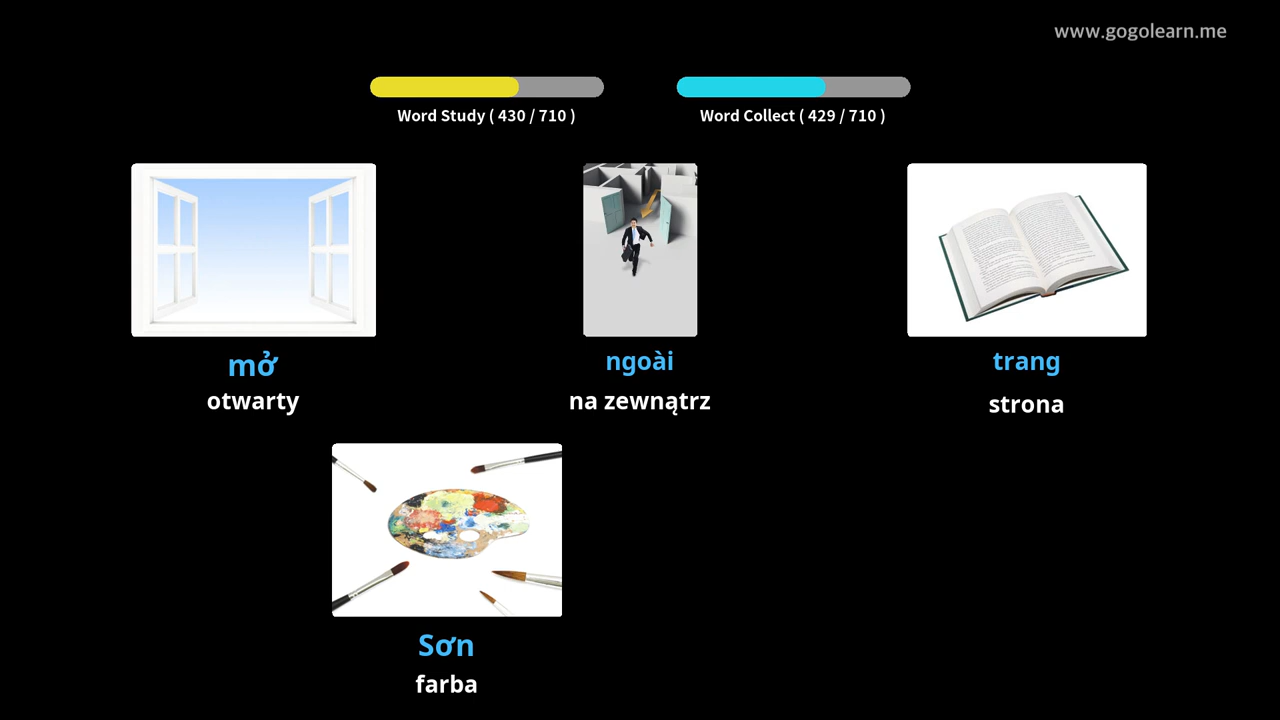 www.gogolearn.me
Word Study ( 430 / 710 )
Word Collect ( 429 / 710 )
mở
otwarty
ngoài
na zewnątrz
trang
strona
Sơn
farba